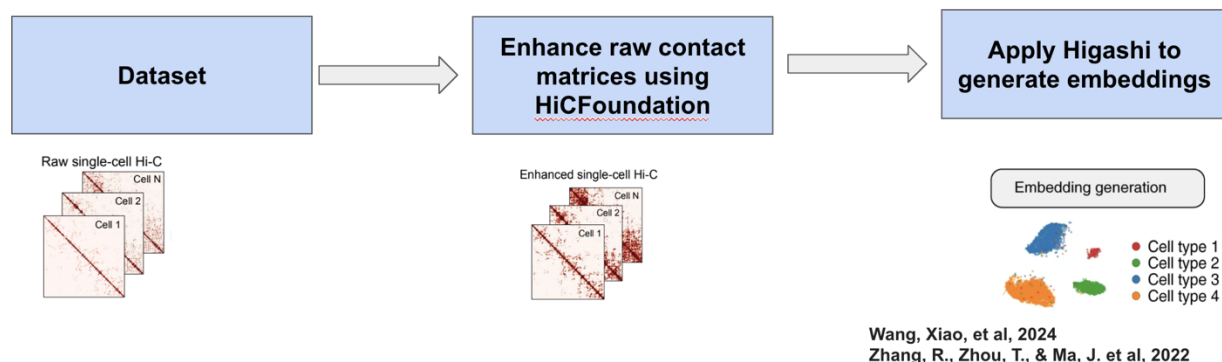 Dataset
Enhance raw contact
matrices using
HiCFoundation
Apply Higashi to
generate embeddings
Raw single-cell Hi-C
Cell N
Cell 2
Cell 1
Enhanced single-cell Hi-C
Cell N
Cell 2
Cell 1
Embedding generation
Cell type 1
Cell type 2
Cell type 3
Cell type 4
Wang, Xiao, et al, 2024
Zhang, R., Zhou, T., & Ma, J. et al, 2022